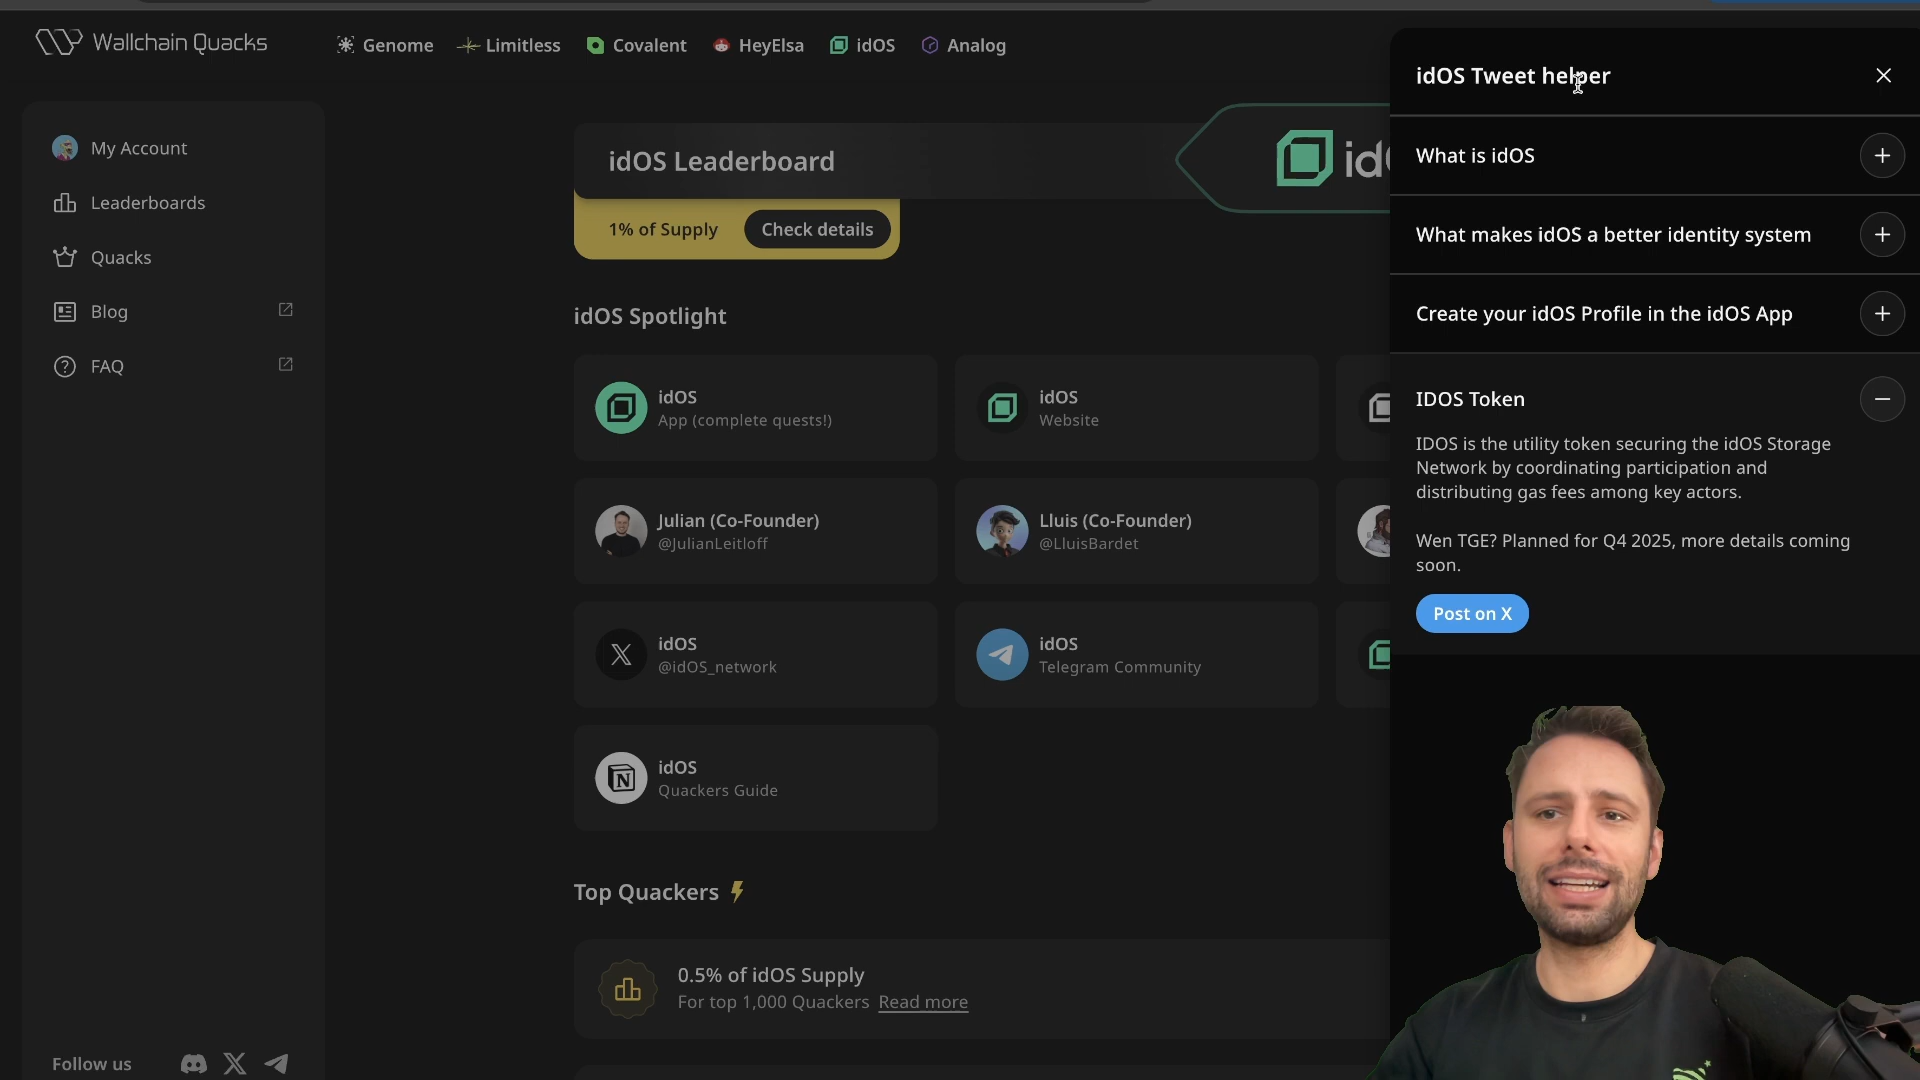 Wallchain Quacks
Genome
Limitless
Covalent
HeyElsa
idOS
Analog
My Account
Leaderboards
Quacks
Blog
FAQ
Follow us
idOS Leaderboard
1% of Supply
Check details
idOS Spotlight
idOS
App (complete quests!)
idOS
Website
Julian (Co-Founder)
@JulianLeitloff
Lluis (Co-Founder)
@LluisBardet
idOS
@idOS_network
idOS
Telegram Community
idOS
Quackers Guide
Top Quackers
0.5% of idOS Supply
For top 1,000 Quackers Read more
idOS Tweet helper
What is idOS
What makes idOS a better identity system
Create your idOS Profile in the idOS App
IDOS Token
IDOS is the utility token securing the idOS Storage
Network by coordinating participation and
distributing gas fees among key actors.
Wen TGE? Planned for Q4 2025, more details coming
soon.
Post on X